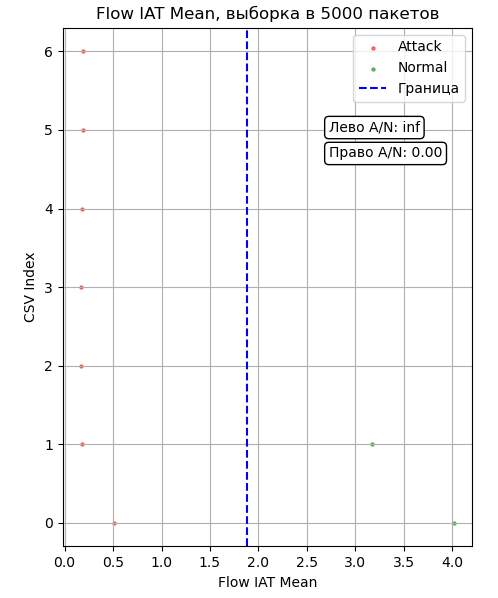 Flow IAT Mean, выборка в 5000 пакетов
Attack
Normal
Граница
Лево A/N: inf
Право A/N: 0.00
CSV Index
6
5
4
3
2
1
0
0.0 0.5 1.0 1.5 2.0 2.5 3.0 3.5 4.0
Flow IAT Mean